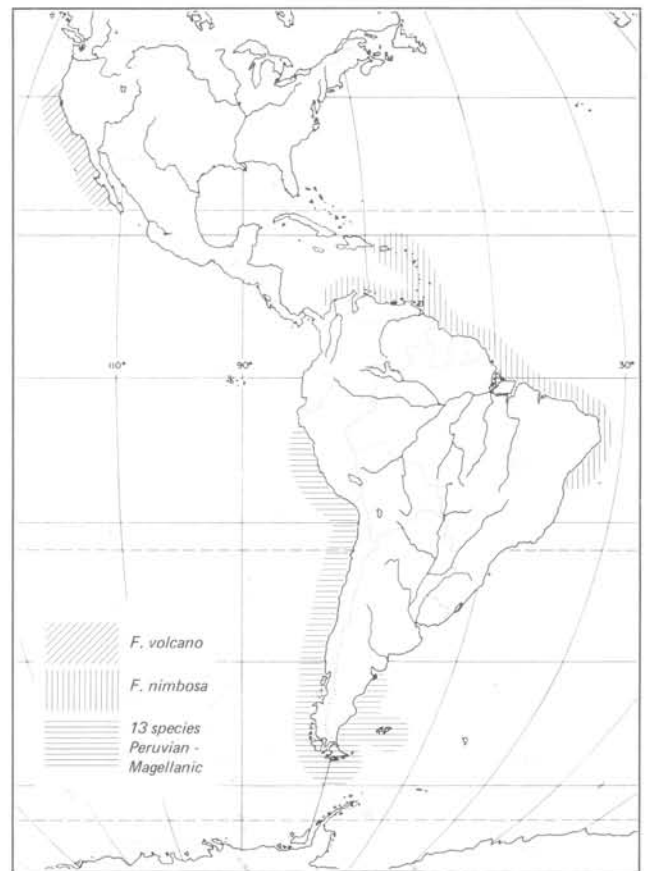 110°
90°
30°
F. volcano
F. nimbosa
13 species
Peruvian -
Magellanic